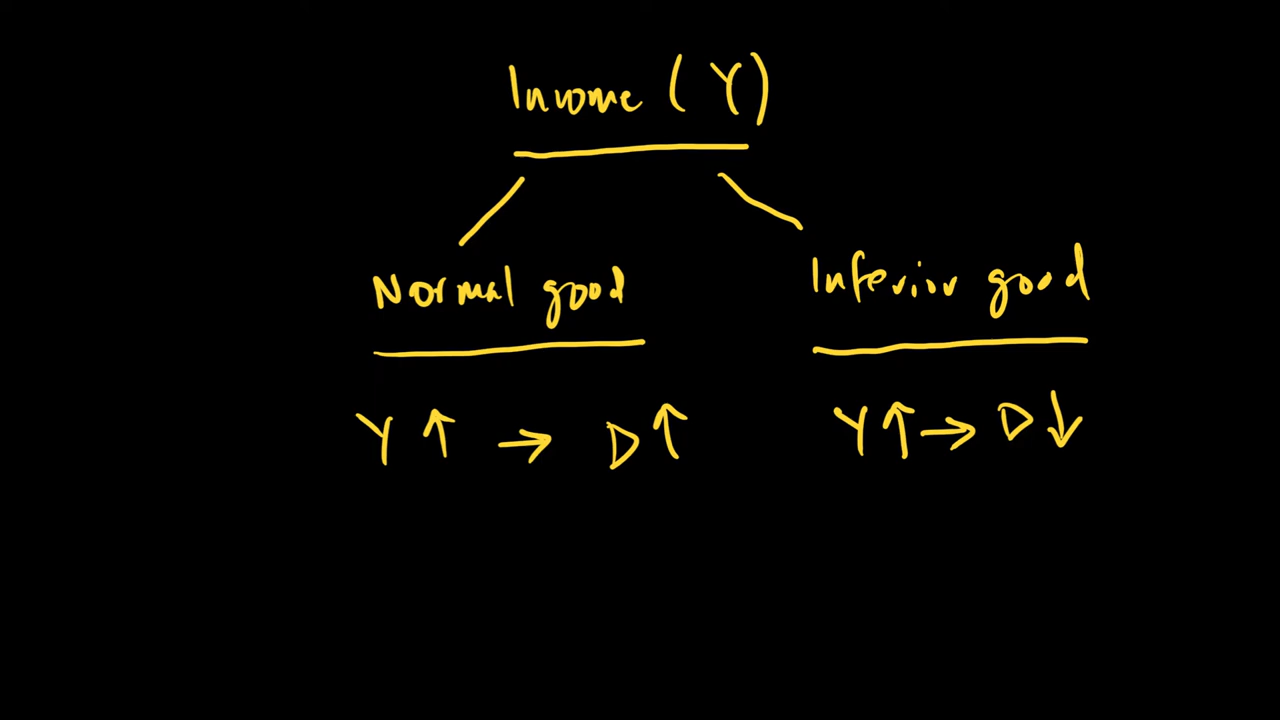 Income (Y)
Normal good
Inferior good
Y ↑ → D ↑
Y ↑ → D ↓